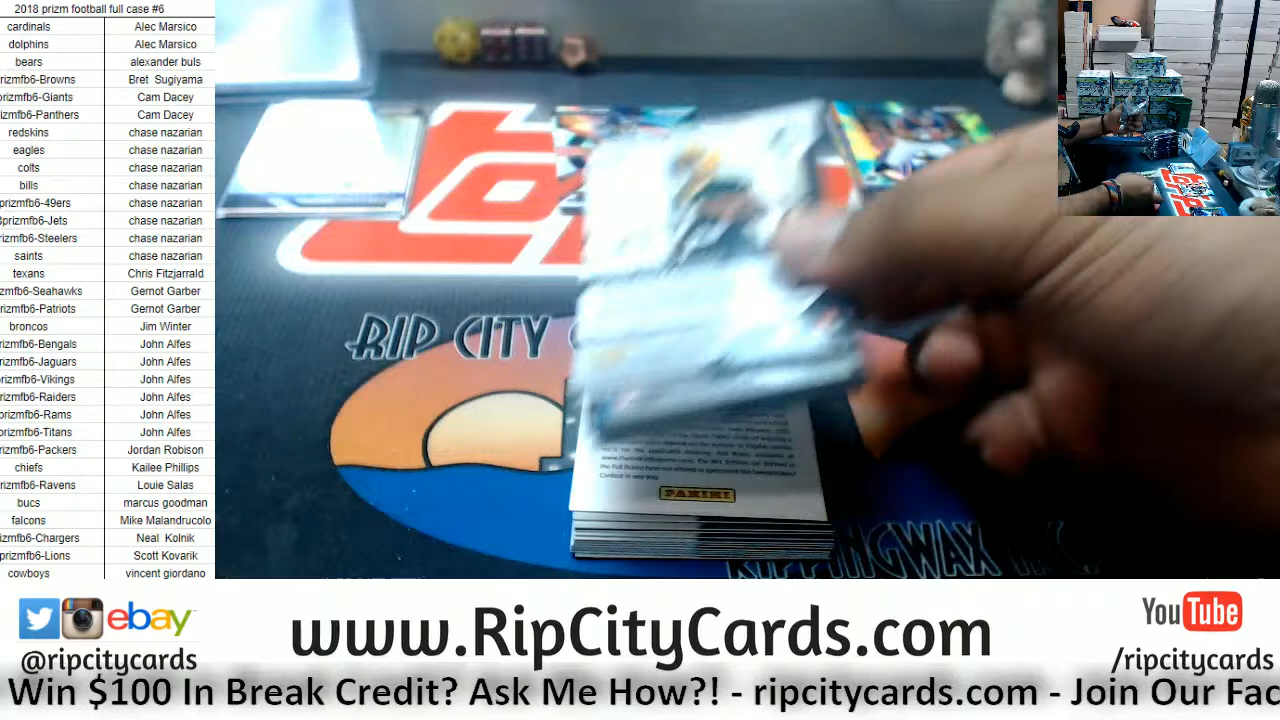 2018 prizm football full case #6
cardinals Alec Marsico
dolphins Alec Marsico
bears alexander buls
rizmfb6-Browns Bret Sugiyama
prizmfb6-Giants Cam Dacey
izmfb6-Panthers Cam Dacey
redskins chase nazarian
eagles chase nazarian
colts chase nazarian
bills chase nazarian
prizmfb6-49ers chase nazarian
8prizmfb6-Jets chase nazarian
rizmfb6-Steelers chase nazarian
saints chase nazarian
texans Chris Fitzjarrald
zmfb6-Seahawks Gernot Garber
izmfb6-Patriots Gernot Garber
broncos Jim Winter
rizmfb6-Bengals John Alfes
izmfb6-Jaguars John Alfes
rizmfb6-Vikings John Alfes
rizmfb6-Raiders John Alfes
prizmfb6-Rams John Alfes
prizmfb6-Titans John Alfes
izmfb6-Packers Jordan Robison
chiefs Kailee Phillips
rizmfb6-Ravens Louie Salas
bucs marcus goodman
falcons Mike Malandrucolo
izmfb6-Chargers Neal Kolnik
prizmfb6-Lions Scott Kovarik
cowboys vincent giordano
RIP CITY
PANINI
RIPPINGWAX
ebay
@ripcitycards
www.RipCityCards.com
YouTube
/ripcitycards
Win $100 In Break Credit? Ask Me How?! - ripcitycards.com - Join Our Fac